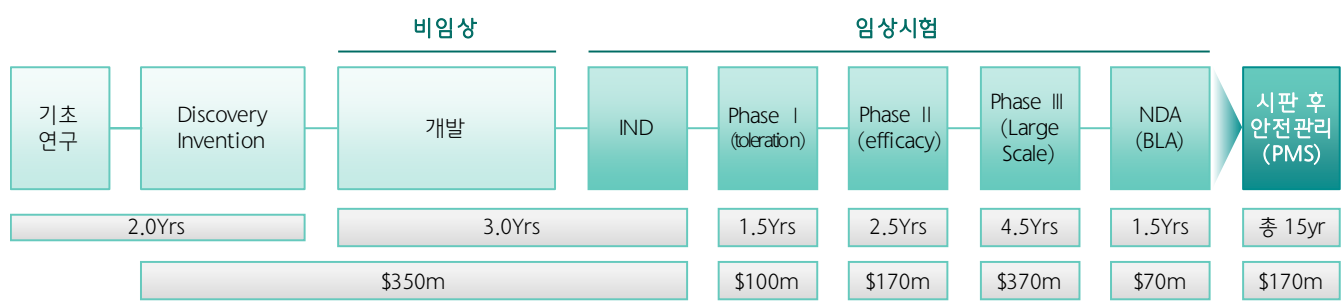 비임상
임상시험
기초
연구
Discovery
Invention
개발
IND
Phase Ⅰ
(toleration)
Phase Ⅱ
(efficacy)
Phase Ⅲ
(Large
Scale)
NDA
(BLA)
시판 후
안전관리
(PMS)
2.0Yrs
3.0Yrs
1.5Yrs
2.5Yrs
4.5Yrs
1.5Yrs
총 15yr
$350m
$100m
$170m
$370m
$70m
$170m